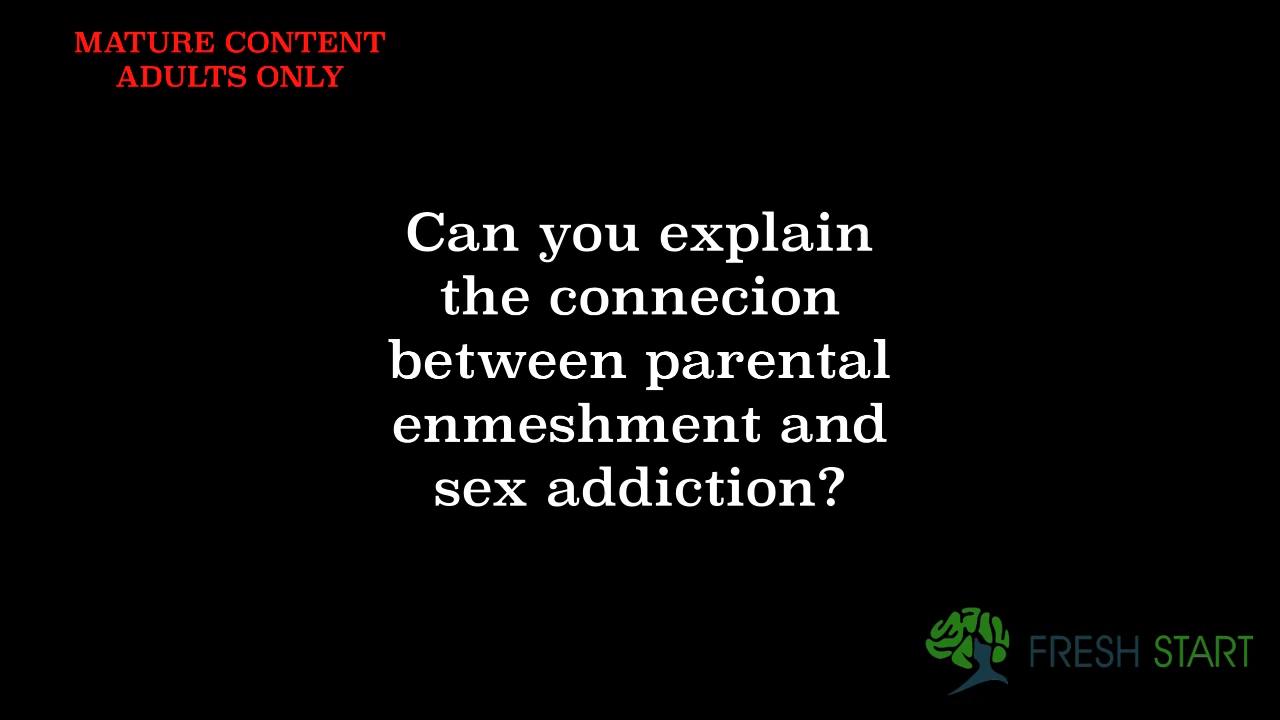 MATURE CONTENT
ADULTS ONLY
Can you explain
the connecion
between parental
enmeshment and
sex addiction?
FRESH START